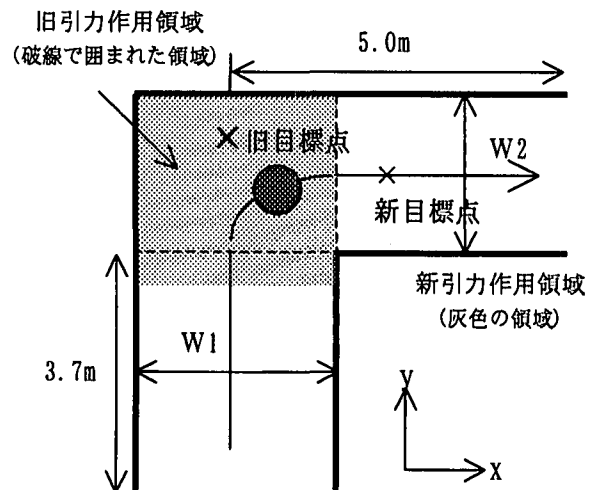 旧引力作用領域
(破線で囲まれた領域)
5.0m
旧目標点
W2
新目標点
新引力作用領域
(灰色の領域)
W1
3.7m
y
x